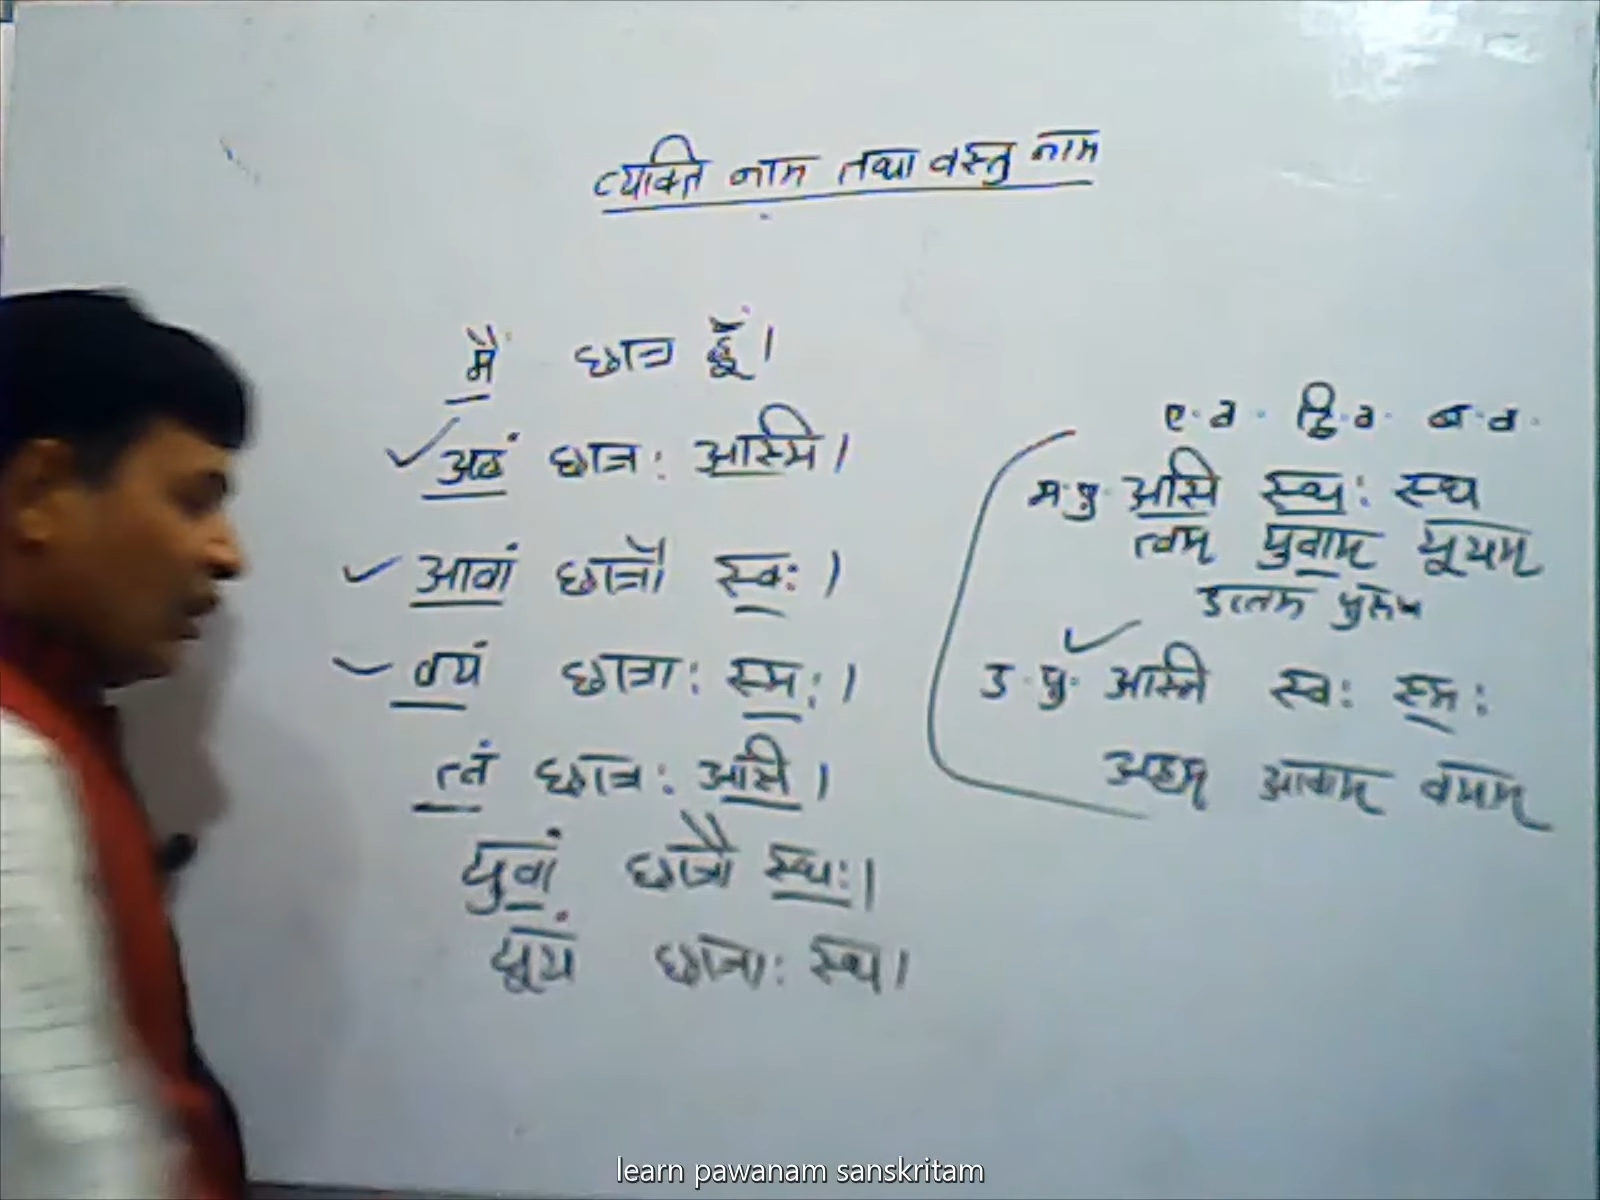 व्यक्ति नाम तथा वस्तु नाम
मैं छात्र हूँ।
अहं छात्र: अस्मि।
आवां छात्रौ स्व:।
वयं छात्रा: स्म:।
त्वं छात्र: असि।
युवां छात्रौ स्थ:।
यूयं छात्रा: स्थ।
ए.व. द्वि.व. ब.व.
म.पु. असि स्थ: स्थ
त्वम् युवाम् यूयम्
उत्तम पुरुष
उ.पु. अस्मि स्व: स्म:
अहम् आवाम् वयम्
learn pawanam sanskritam